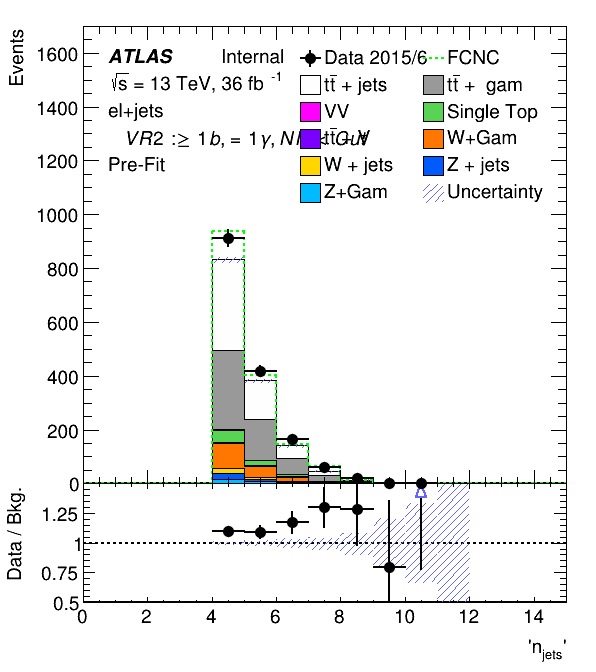 Events
1600
1400
1200
1000
800
600
400
200
0
ATLAS Internal
√s = 13 TeV, 36 fb⁻¹
el+jets
VR2 :≥ 1b, = 1γ,
Pre-Fit
Data 2015/6
FCNC
tt̄ + jets
tt̄ + gam
VV
Single Top
W+Gam
W + jets
Z + jets
Z+Gam
Uncertainty
Data / Bkg.
1.25
1
0.75
0.5
0 2 4 6 8 10 12 14
'n_jets'